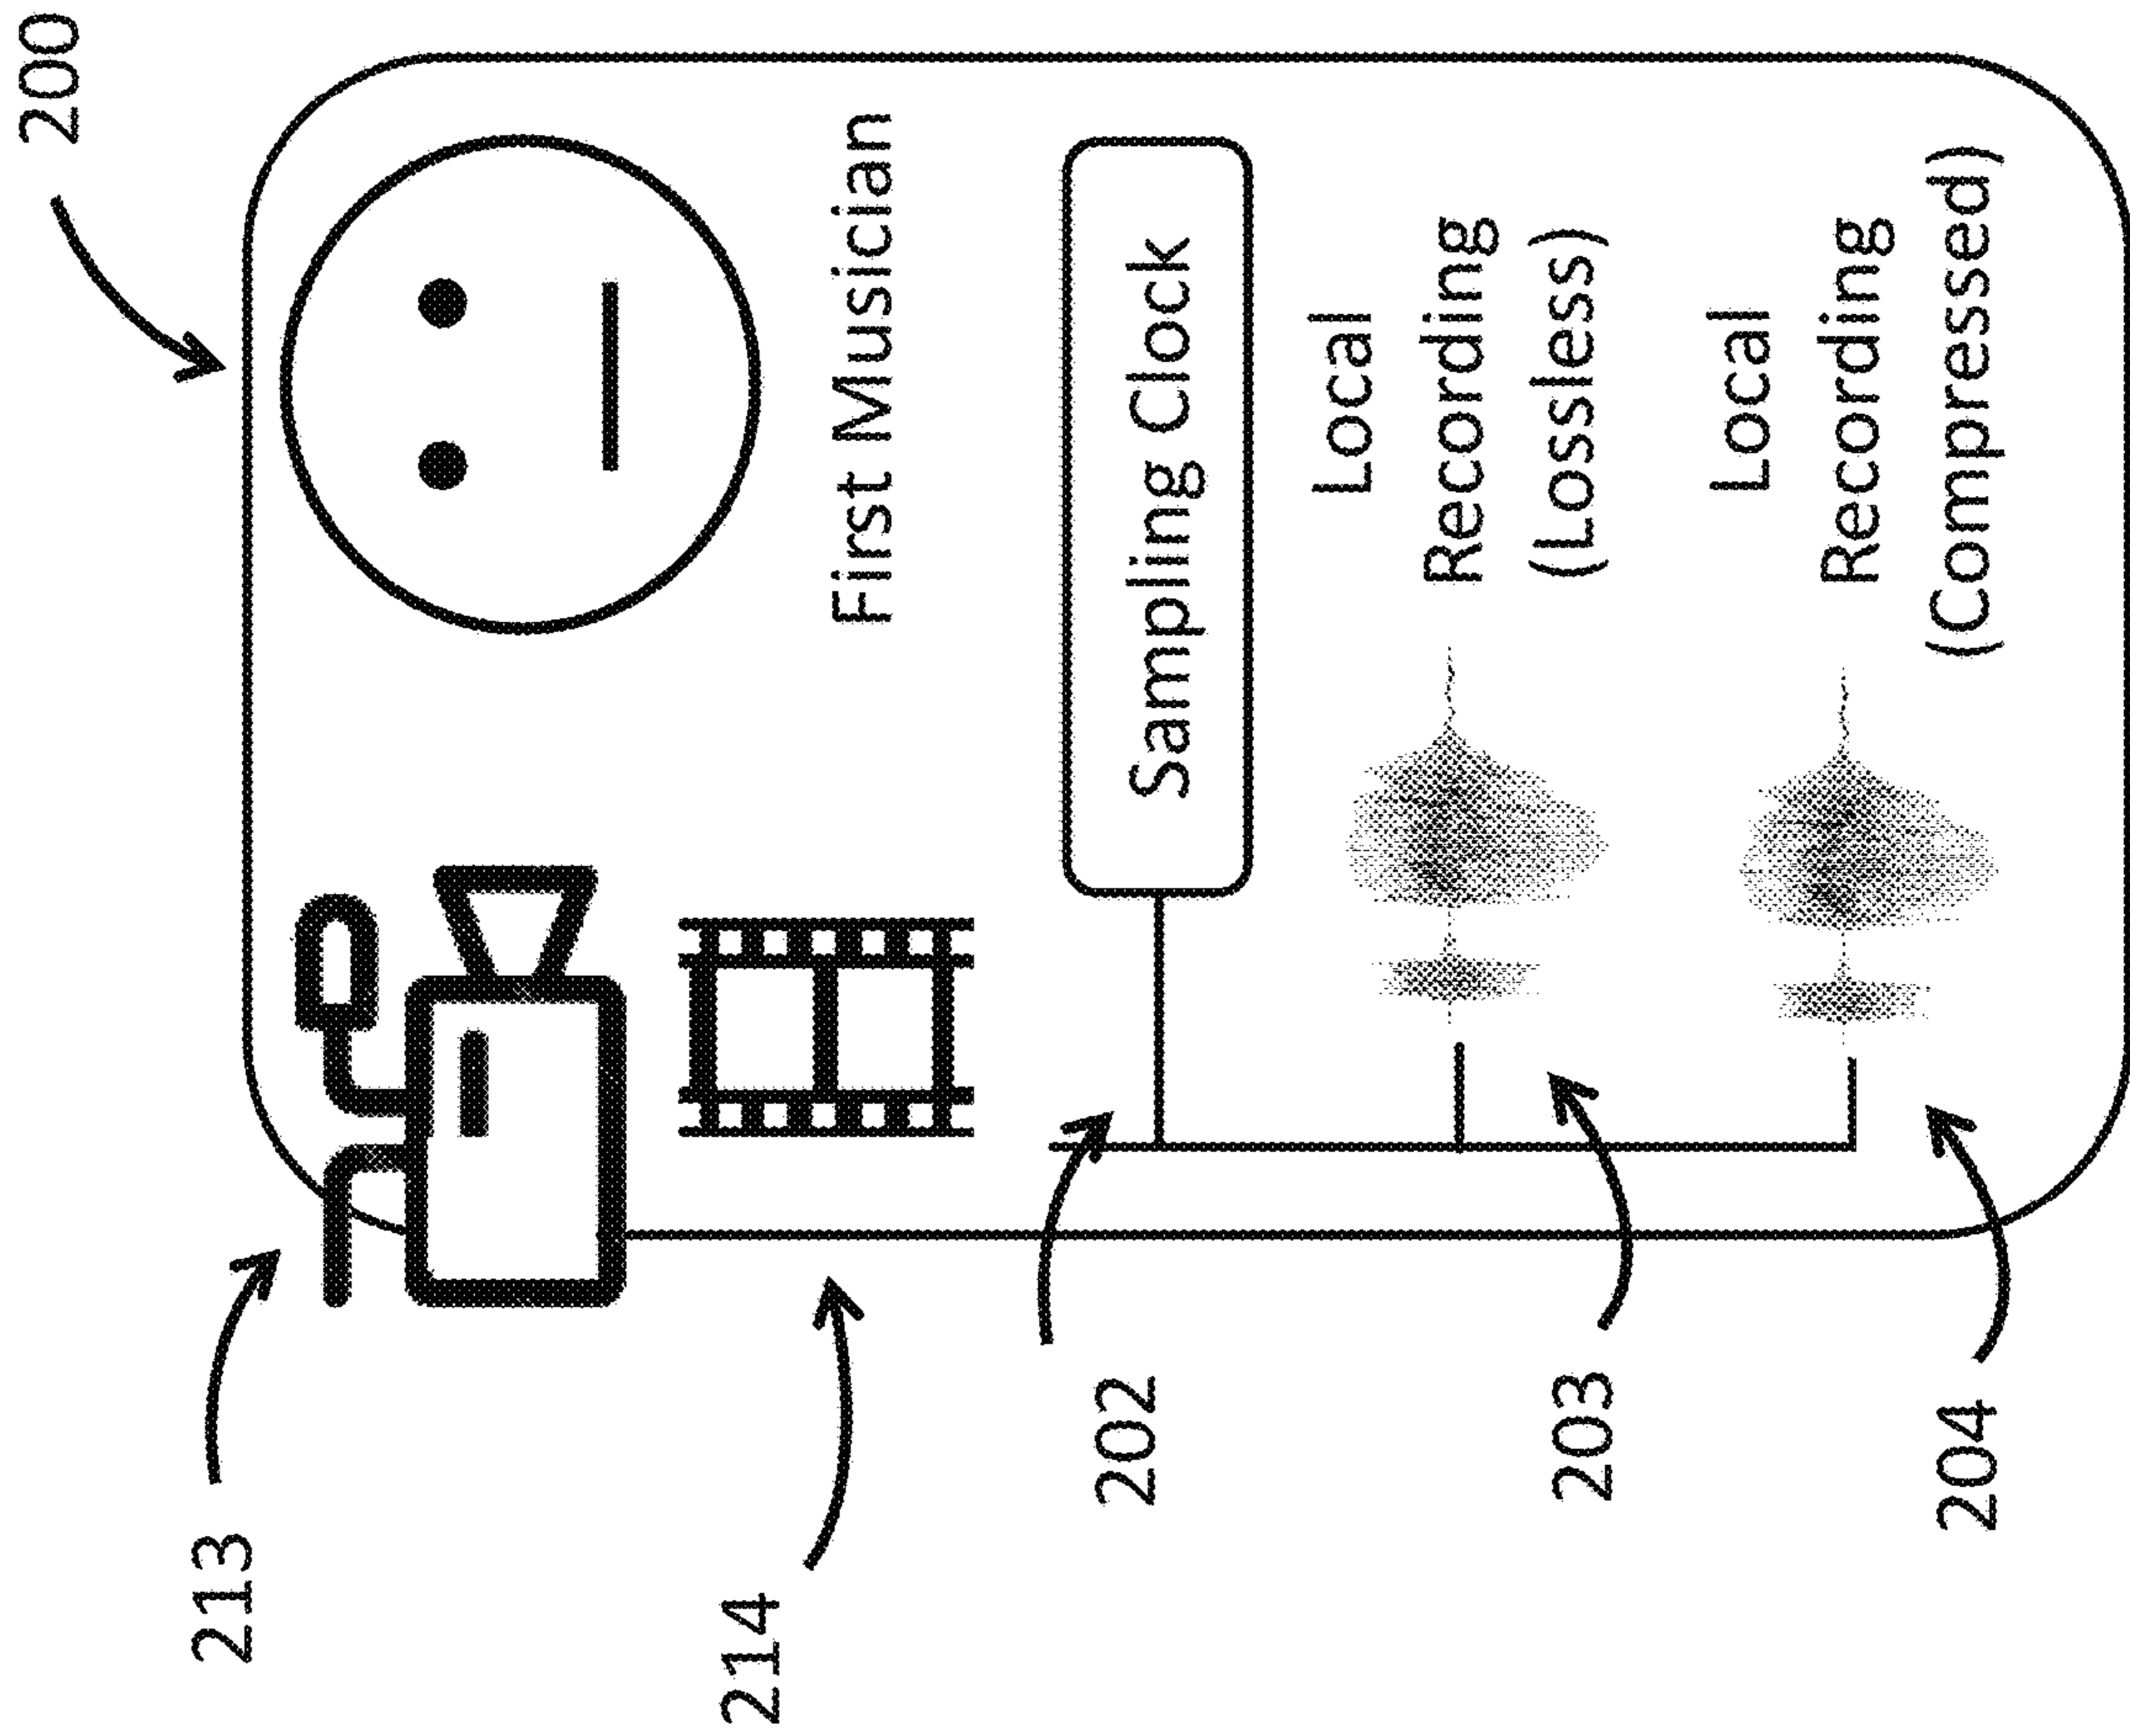 200
First Musician
Sampling Clock
Local
Recording
(Lossless)
Local
Recording
(Compressed)
213
214
202
203
204